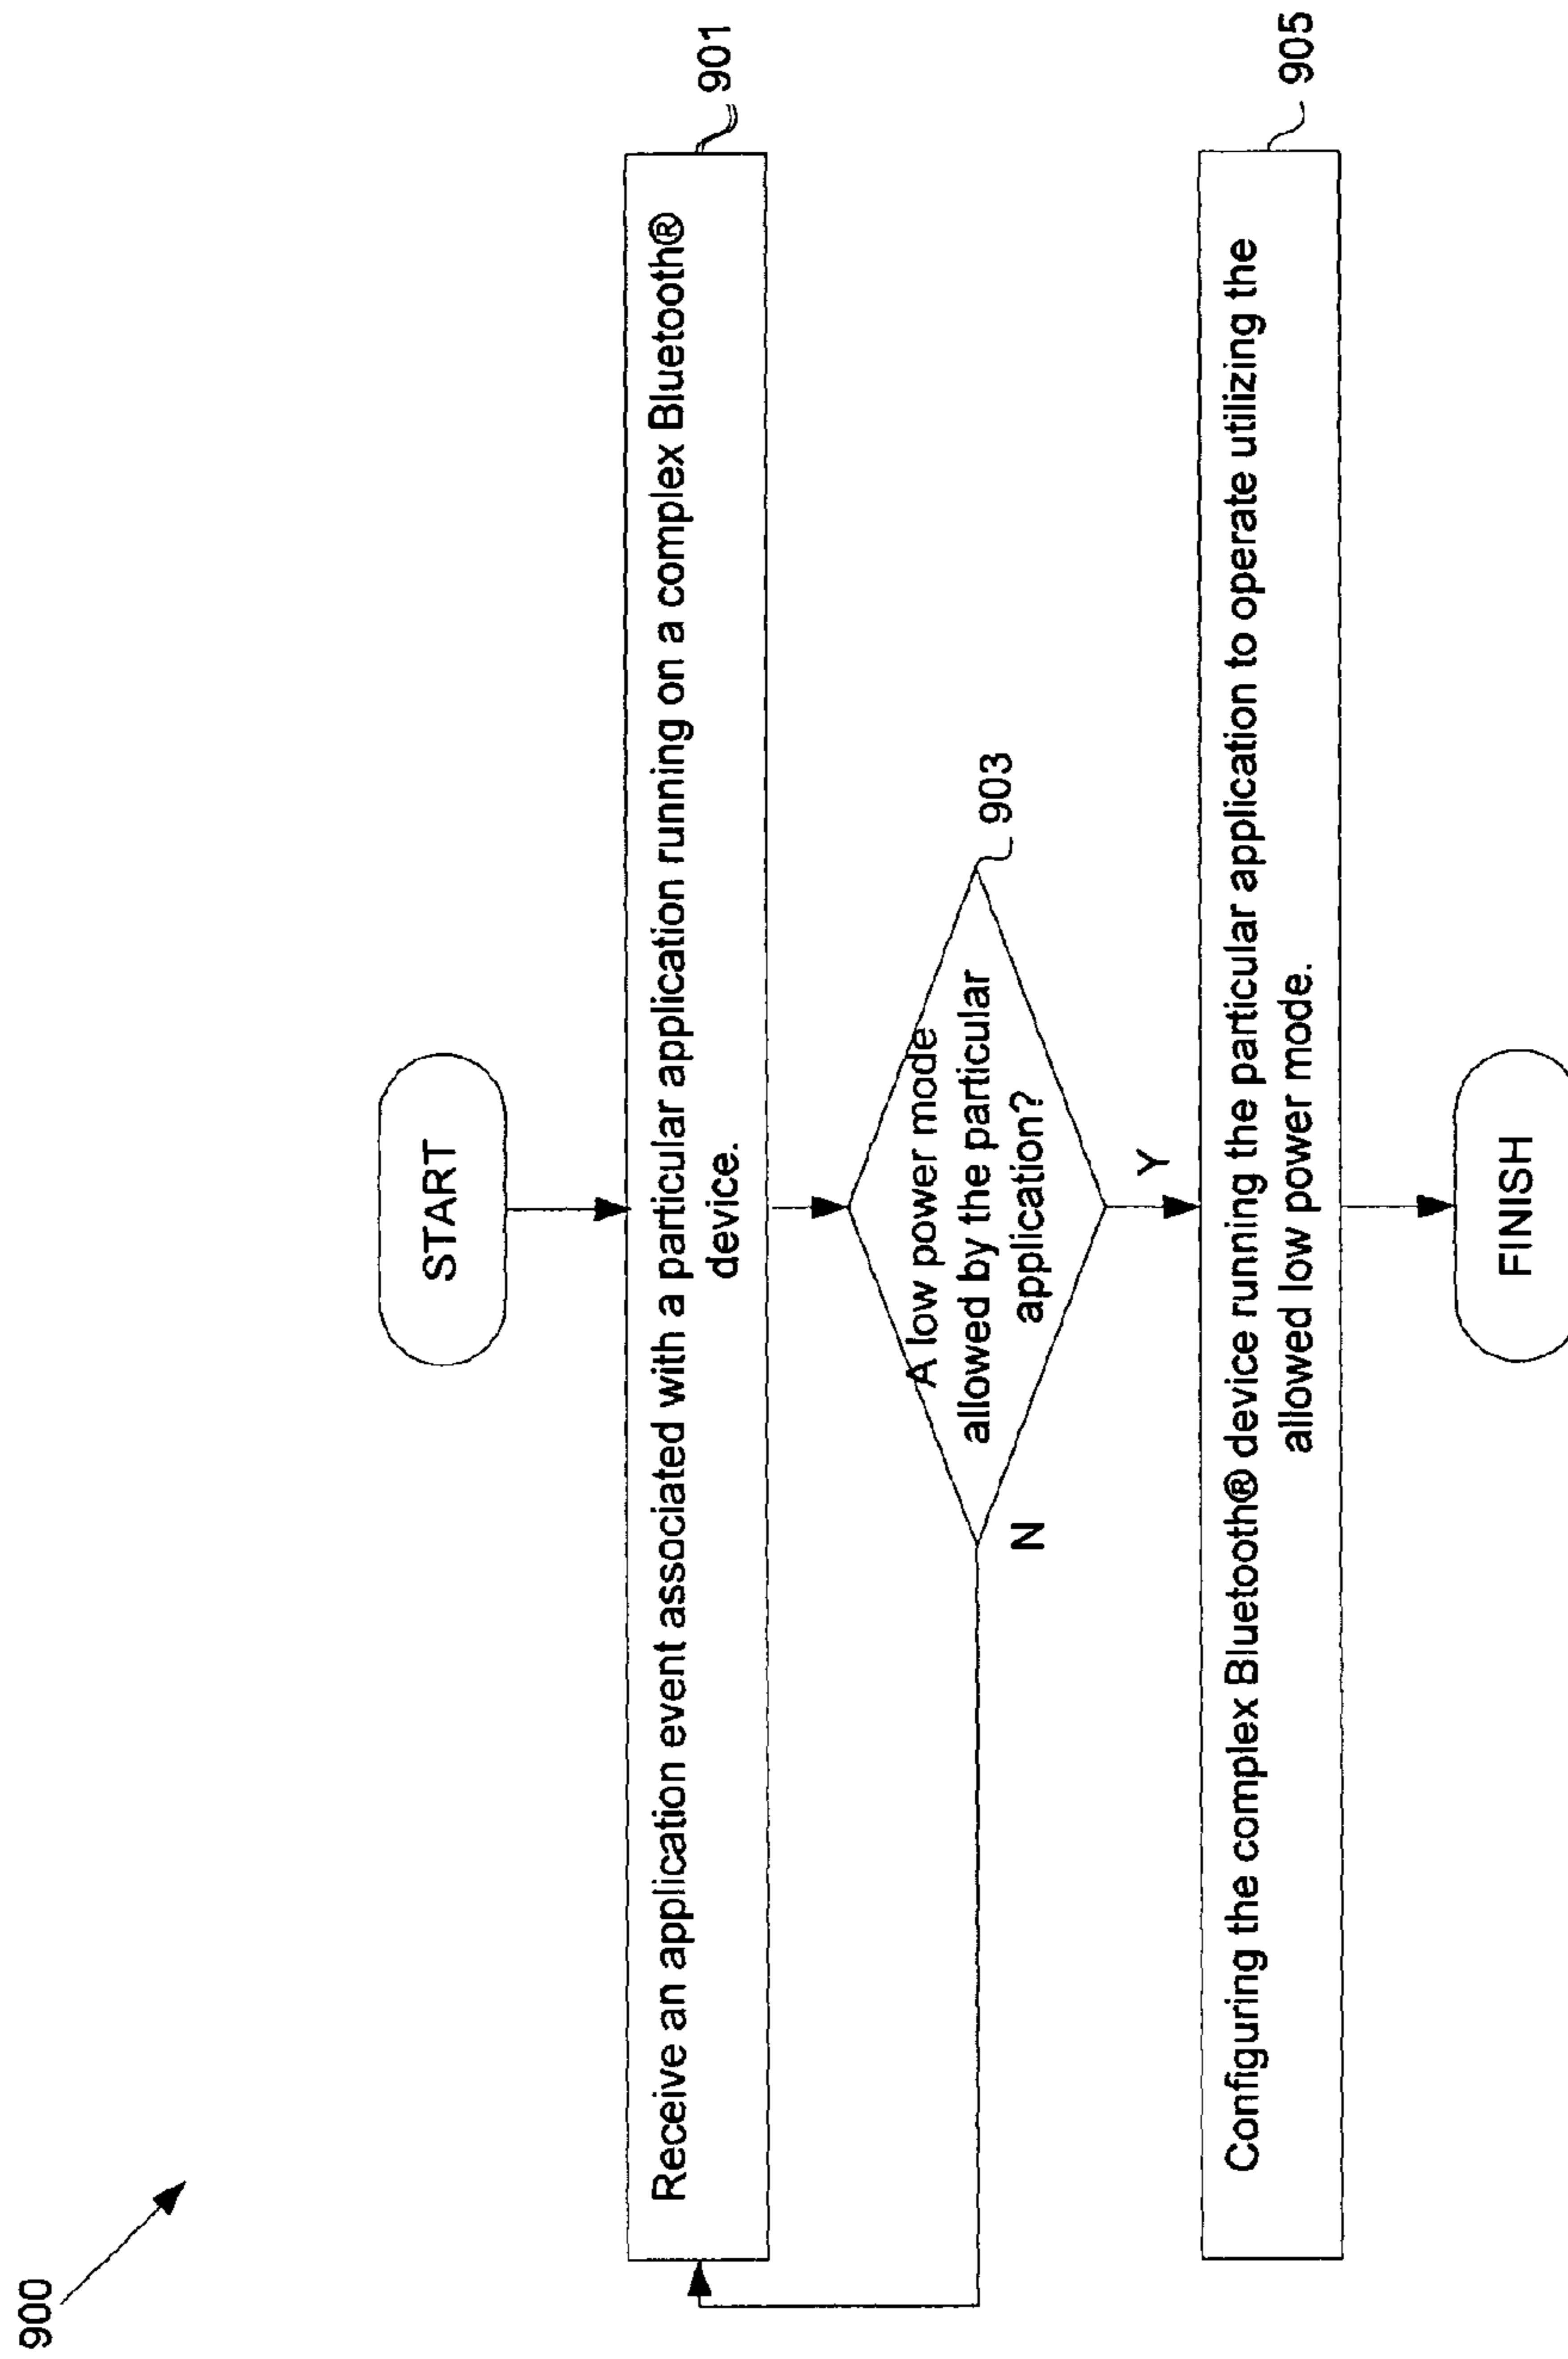 900
START
Receive an application event associated with a particular application running on a complex Bluetooth®
device.
901
A low power mode
allowed by the particular
application?
903
N
Y
Configuring the complex Bluetooth® device running the particular application to operate utilizing the
allowed low power mode.
905
FINISH